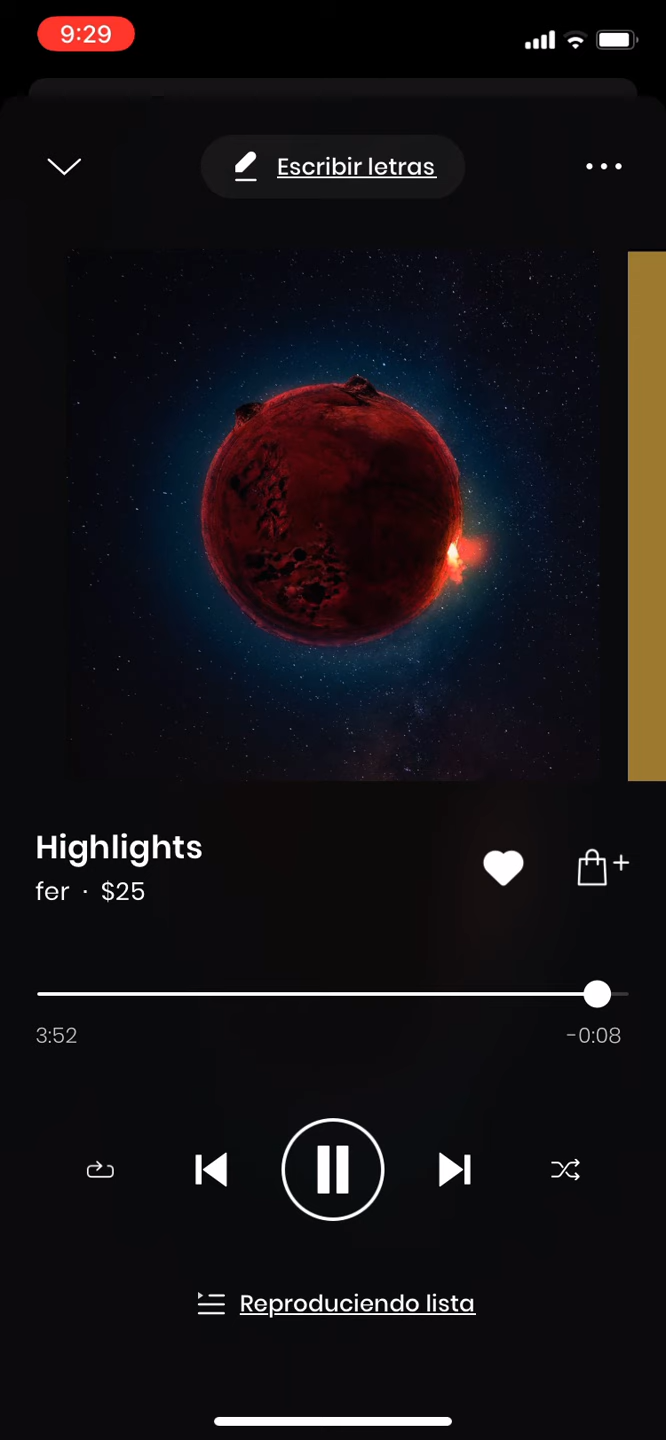 9:29
Escribir letras
Highlights
fer · $25
3:52
-0:08
Reproduciendo lista